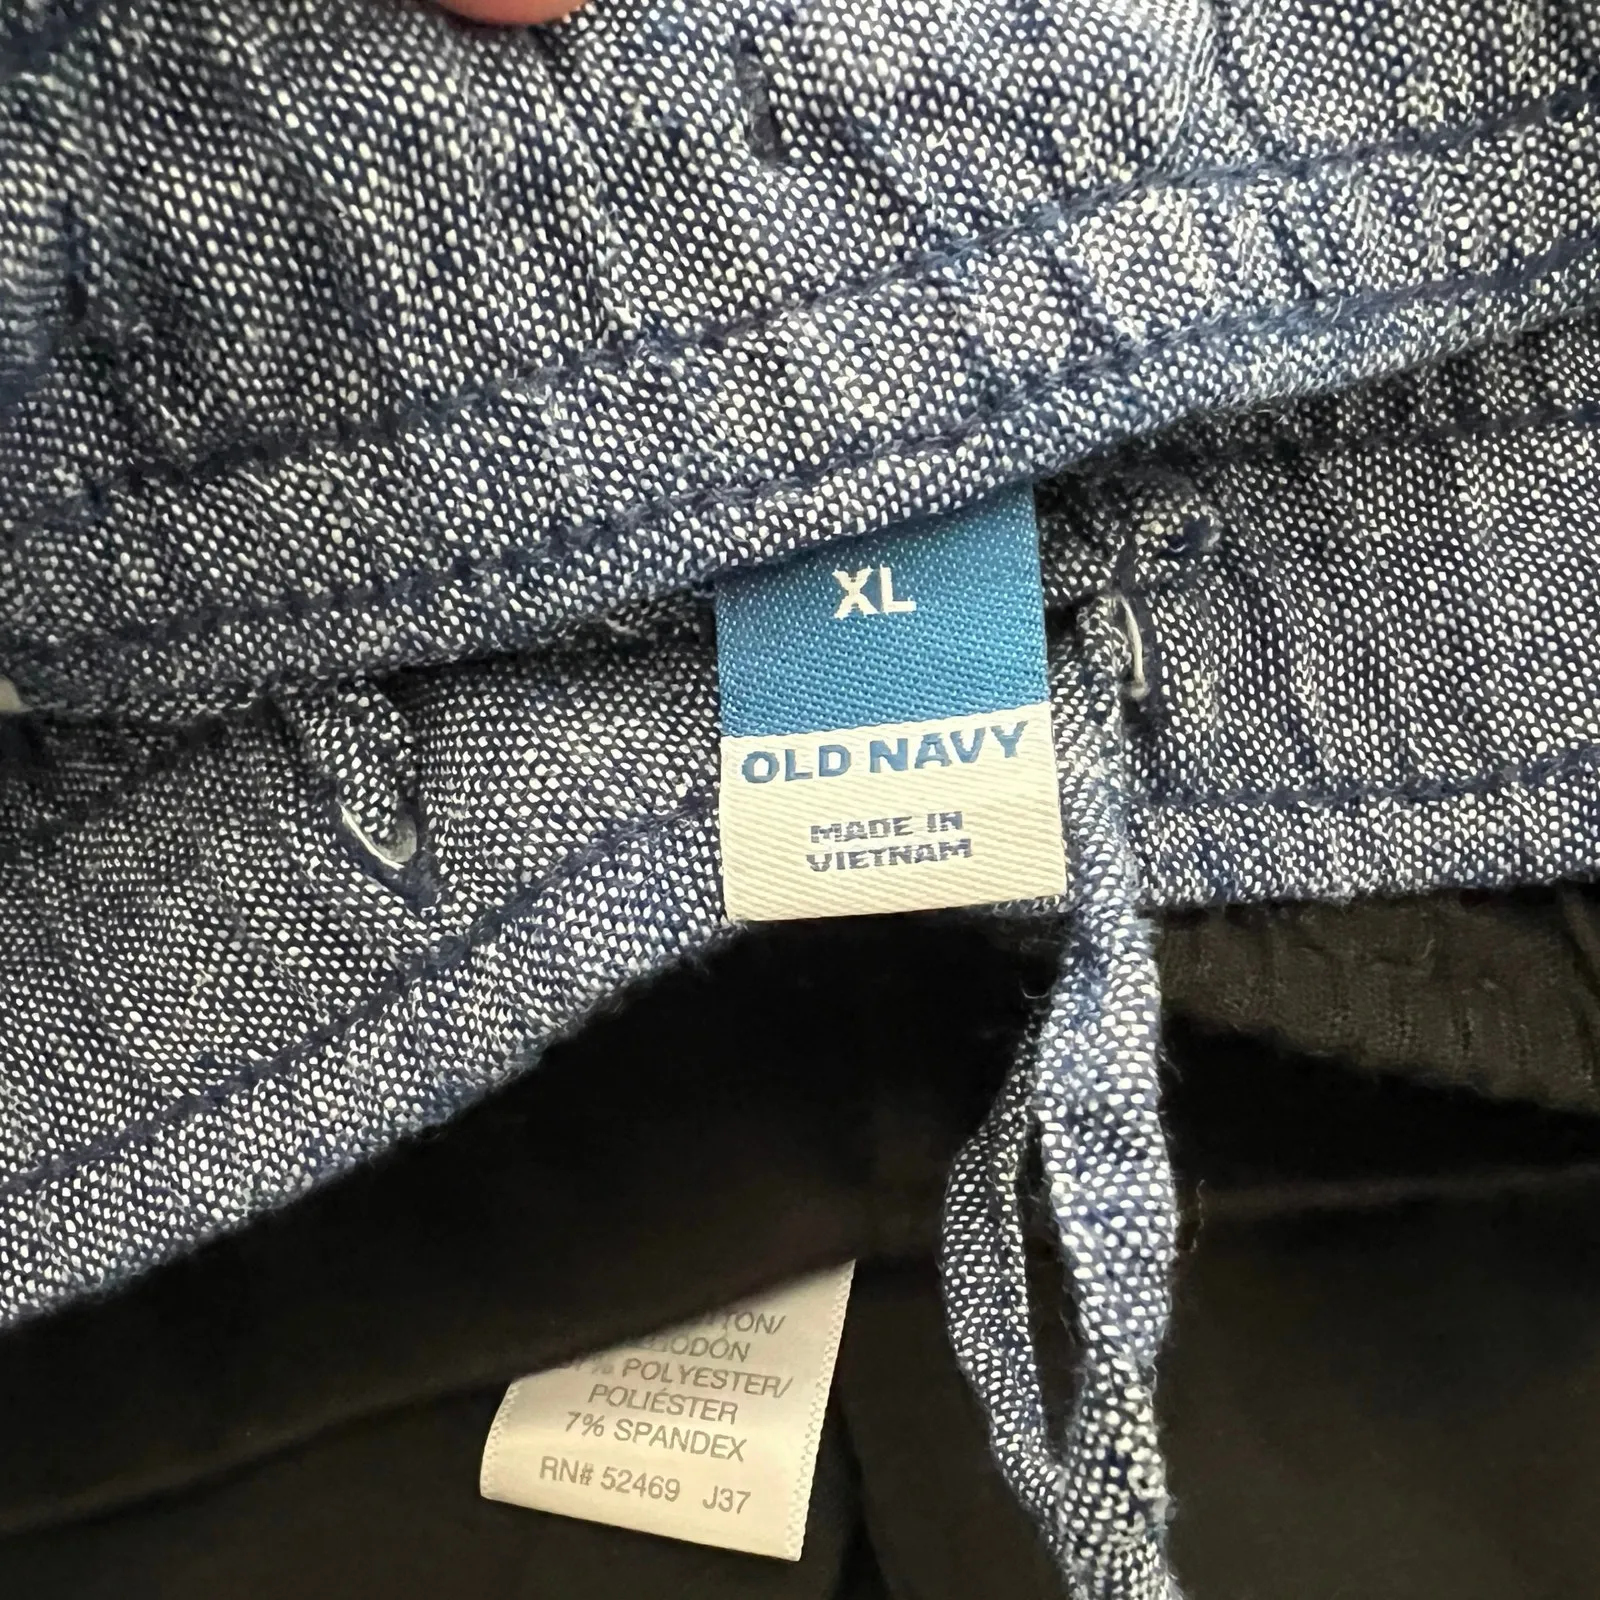 XL
OLD NAVY
MADE IN
VIETNAM
POLYESTER/
POLIÉSTER
7% SPANDEX
RN# 52469 J37